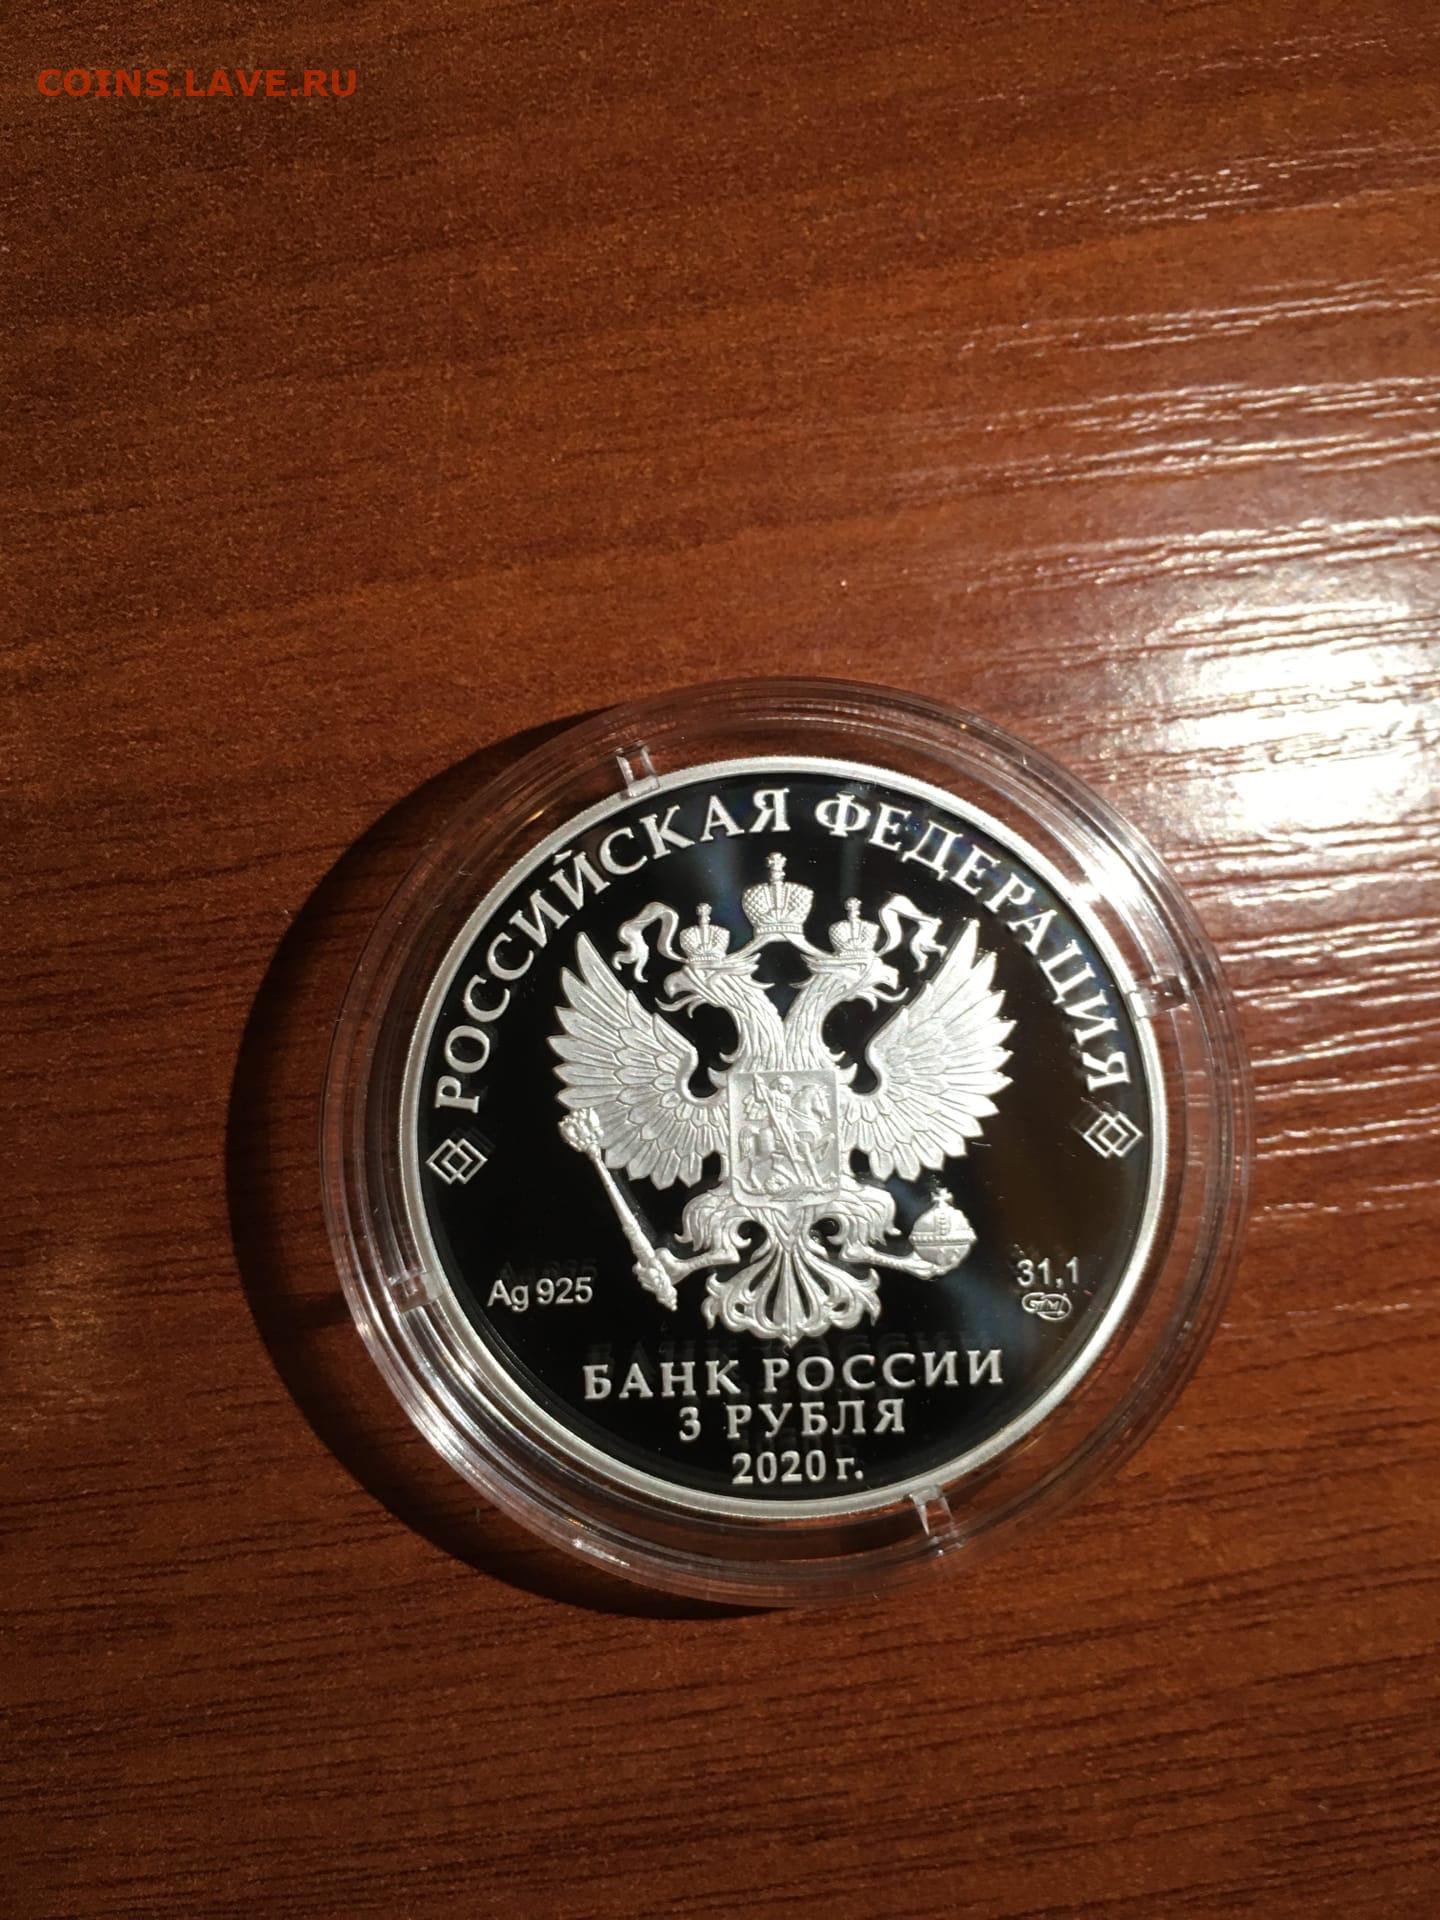 COINS.LAVE.RU
РОССИЙСКАЯ ФЕДЕРАЦИЯ
Ag 925
31,1
БАНК РОССИИ
3 РУБЛЯ
2020 г.